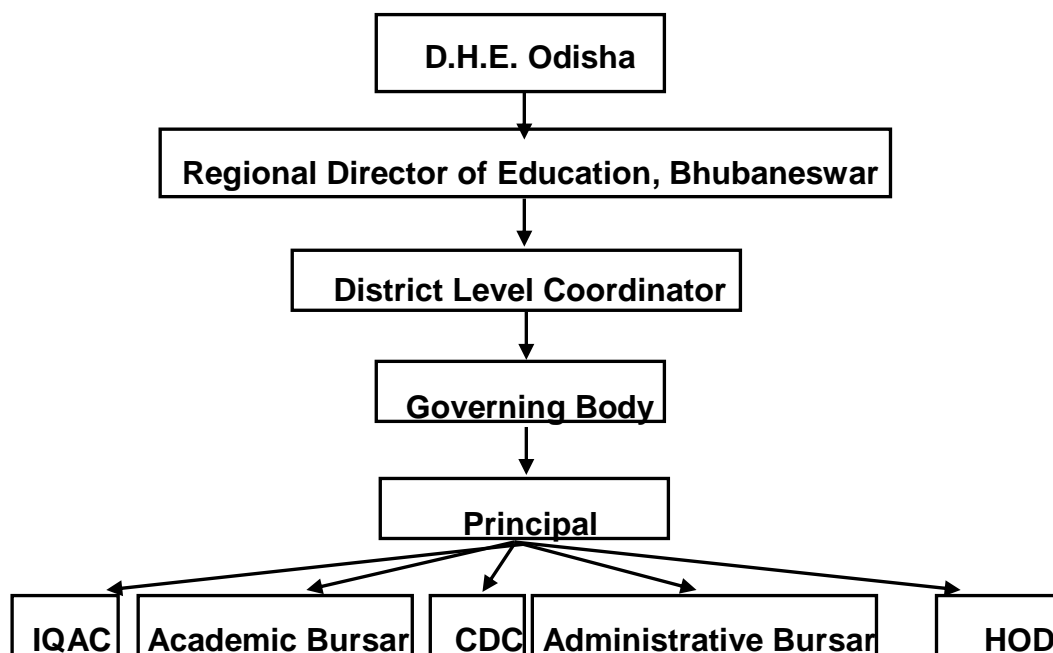 D.H.E. Odisha
Regional Director of Education, Bhubaneswar
District Level Coordinator
Governing Body
Principal
IQAC
Academic Bursar
CDC
Administrative Bursar
HOD